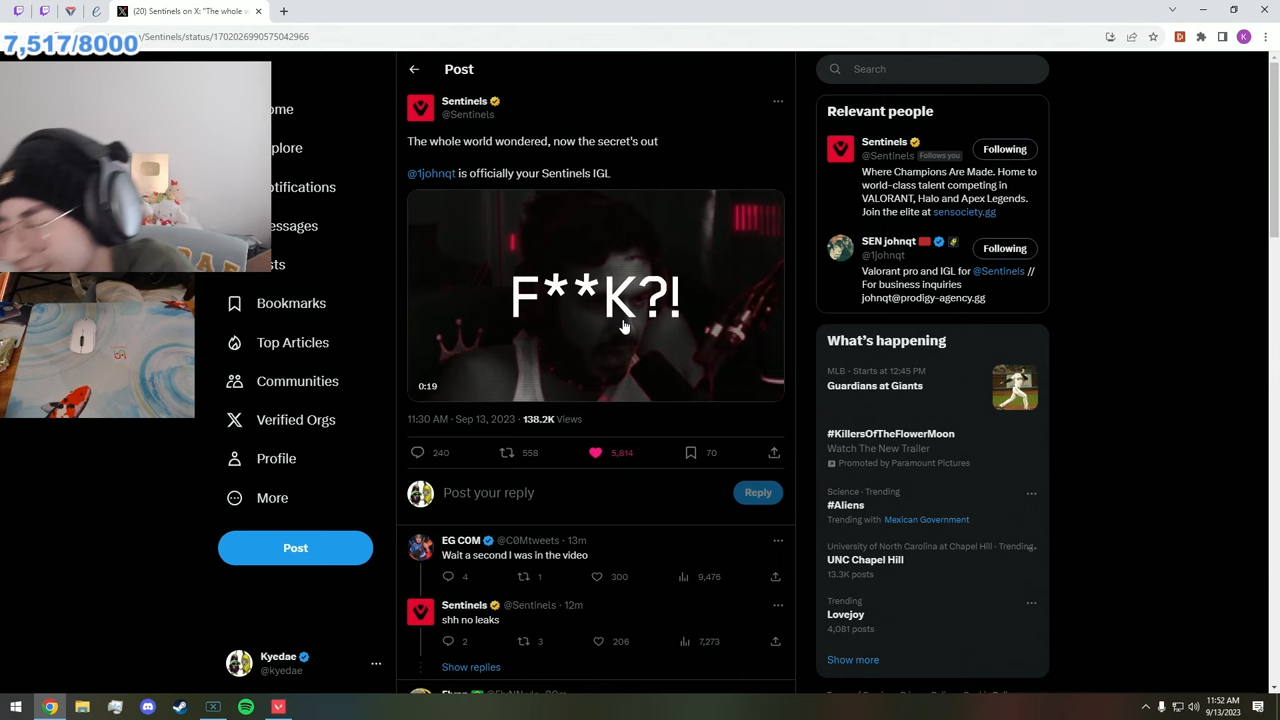 (20) Sentinels on X: "The whole w
7,517/8000
/Sentinels/status/1702026990575042966
K
ome
plore
otifications
essages
sts
Bookmarks
Top Articles
Communities
Verified Orgs
Profile
More
Post
Kyedae
@kyedae
Post
Sentinels
@Sentinels
The whole world wondered, now the secret's out
@1johnqt is officially your Sentinels IGL
F**K?!
0:19
11:30 AM · Sep 13, 2023 · 138.2K Views
240 558 5,814 70
Post your reply
Reply
EG C0M @C0Mtweets · 13m
Wait a second I was in the video
4 1 300 9,476
Sentinels @Sentinels · 12m
shh no leaks
2 3 206 7,273
Show replies
Search
Relevant people
Sentinels
@Sentinels Follows you
Following
Where Champions Are Made. Home to
world-class talent competing in
VALORANT, Halo and Apex Legends.
Join the elite at sensociety.gg
SEN johnqt
@1johnqt
Following
Valorant pro and IGL for @Sentinels //
For business inquiries
johnqt@prodigy-agency.gg
What's happening
MLB · Starts at 12:45 PM
Guardians at Giants
#KillersOfTheFlowerMoon
Watch The New Trailer
Promoted by Paramount Pictures
Science · Trending
#Aliens
Trending with Mexican Government
University of North Carolina at Chapel Hill · Trending
UNC Chapel Hill
13.3K posts
Trending
Lovejoy
4,081 posts
Show more
11:52 AM
9/13/2023